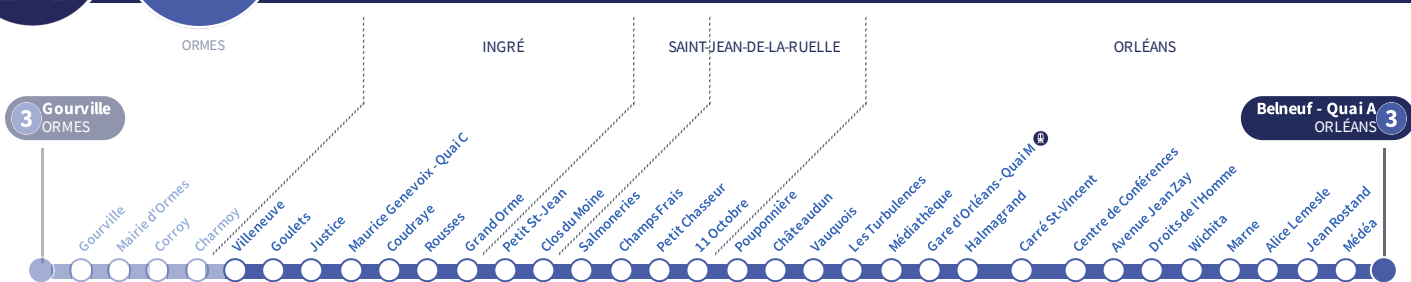 ORMES
INGRÉ
SAINT-JEAN-DE-LA-RUELLE
ORLÉANS
3 Gourville
ORMES
Belneuf - Quai A 3
ORLÉANS
Gourville
Mairie d'Ormes
Corroy
Charmoy
Villeneuve
Goulets
Justice
Maurice Genevoix - Quai C
Coudraye
Rousses
Grand Orme
Petit St-Jean
Clos du Moine
Salmoneries
Champs Frais
Petit Chasseur
11 Octobre
Pouponnière
Châteaudun
Vauquois
Les Turbulences
Médiathèque
Gare d'Orléans - Quai M
Halmagrand
Carré St-Vincent
Centre de Conférences
Avenue Jean Zay
Droits de l'Homme
Wichita
Marne
Alice Lemesle
Jean Rostand
Médéa